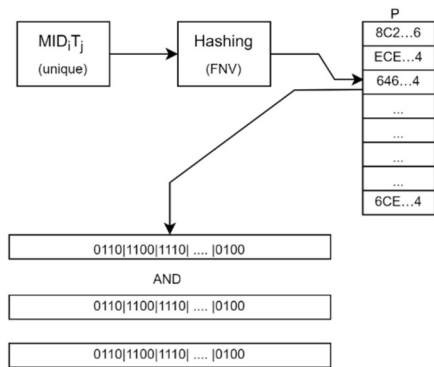 P
MID_iT_j
(unique)
Hashing
(FNV)
8C2...6
ECE...4
646...4
...
...
...
...
6CE...4
0110|1100|1110| .... |0100
AND
0110|1100|1110| .... |0100
0110|1100|1110| .... |0100